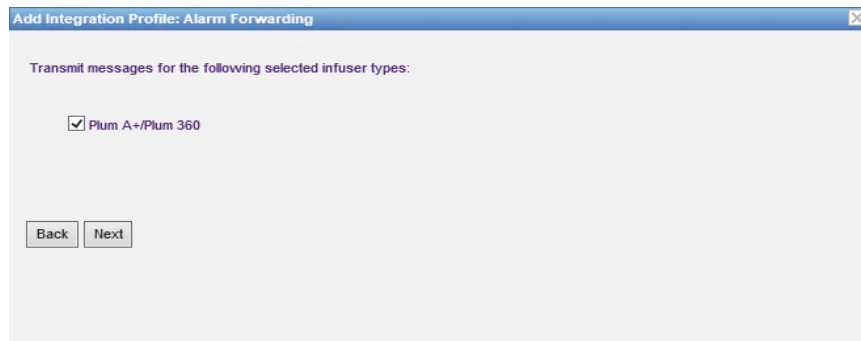 Add Integration Profile: Alarm Forwarding
Transmit messages for the following selected infuser types:
Plum A+/Plum 360
Back Next